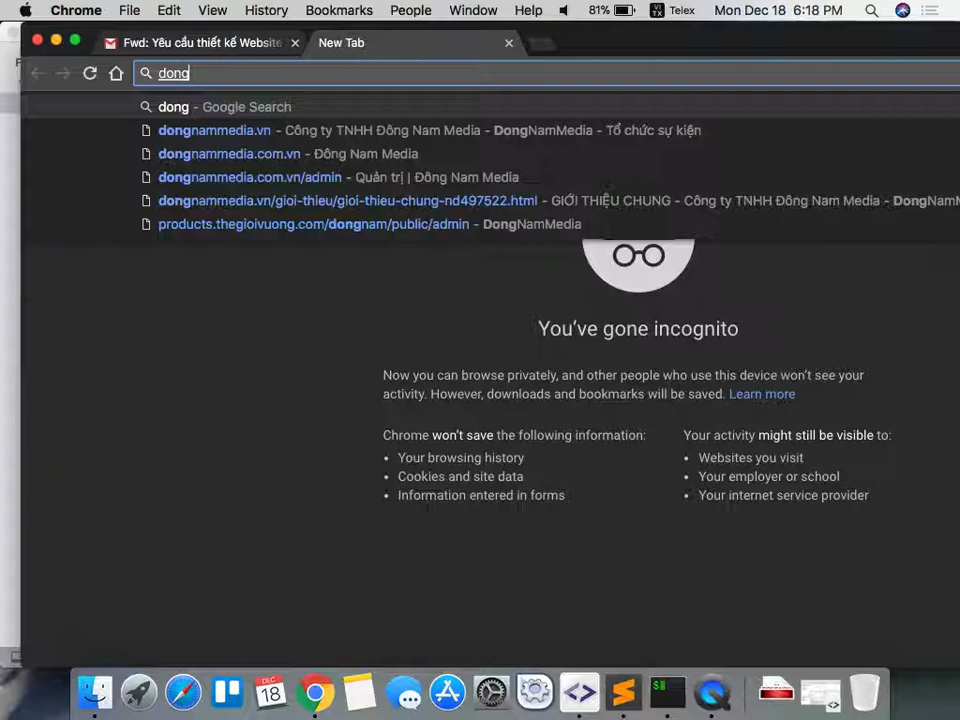 Chrome File Edit View History Bookmarks People Window Help 81% VI TX Telex Mon Dec 18 6:18 PM
Fwd: Yêu cầu thiết kế Website
New Tab
dong
dong - Google Search
dongnammedia.vn - Công ty TNHH Đông Nam Media - DongNamMedia - Tổ chức sự kiện
dongnammedia.com.vn - Đông Nam Media
dongnammedia.com.vn/admin - Quản trị | Đông Nam Media
dongnammedia.vn/gioi-thieu/gioi-thieu-chung-nd497522.html - GIỚI THIỆU CHUNG - Công ty TNHH Đông Nam Media - DongNamM
products.thegioivuong.com/dongnam/public/admin - DongNamMedia
You've gone incognito
Now you can browse privately, and other people who use this device won't see your
activity. However, downloads and bookmarks will be saved. Learn more
Chrome won't save the following information:
• Your browsing history
• Cookies and site data
• Information entered in forms
Your activity might still be visible to:
• Websites you visit
• Your employer or school
• Your internet service provider
DEC
18